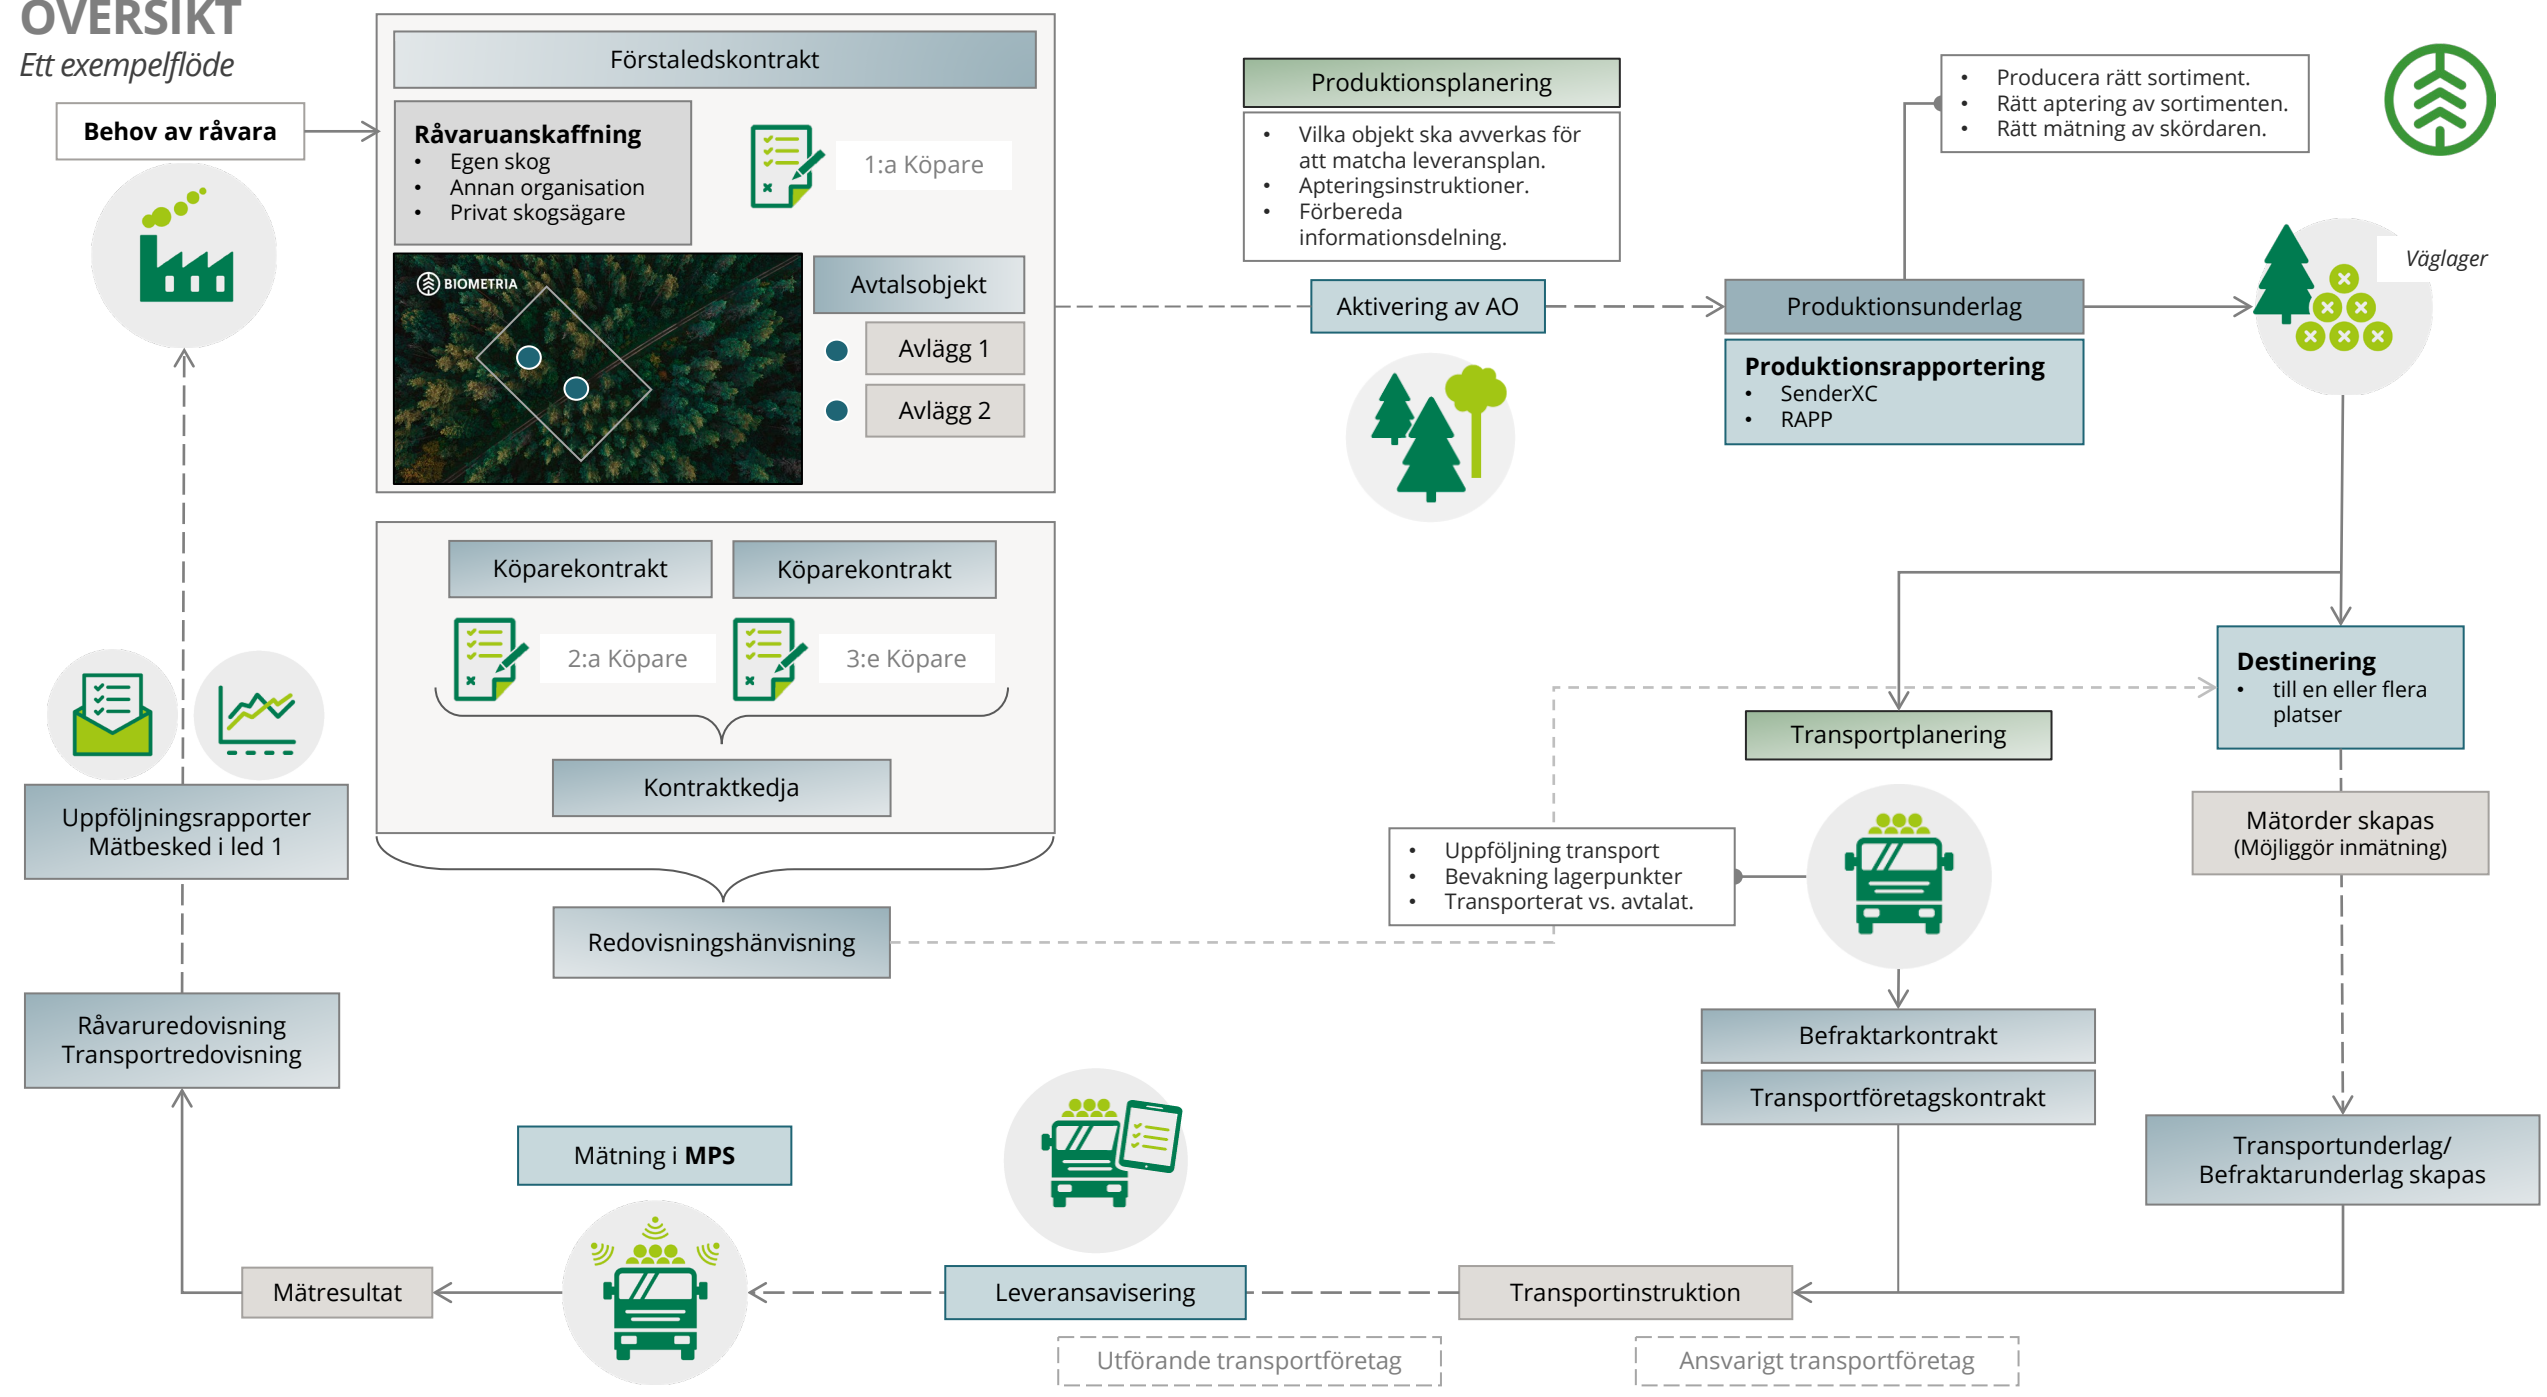 ÖVERSIKT
Ett exempelflöde
Behov av råvara
Förstaledskontrakt
Råvaruanskaffning
• Egen skog
• Annan organisation
• Privat skogsägare
1:a Köpare
BIOMETRIA
Avtalsobjekt
Avlägg 1
Avlägg 2
Produktionsplanering
• Vilka objekt ska avverkas för
att matcha leveransplan.
• Apteringsinstruktioner.
• Förbereda
informationsdelning.
Aktivering av AO
• Producera rätt sortiment.
• Rätt aptering av sortimenten.
• Rätt mätning av skördaren.
Produktionsunderlag
Produktionsrapportering
• SenderXC
• RAPP
Väglager
Köparekontrakt
Köparekontrakt
2:a Köpare
3:e Köpare
Kontraktkedja
Redovisningshänvisning
Destinering
• till en eller flera
platser
Transportplanering
• Uppföljning transport
• Bevakning lagerpunkter
• Transporterat vs. avtalat.
Mätorder skapas
(Möjliggör inmätning)
Befraktarkontrakt
Transportföretagskontrakt
Transportunderlag/
Befraktarunderlag skapas
Transportinstruktion
Ansvarigt transportföretag
Utförande transportföretag
Leveransavisering
Mätning i MPS
Mätresultat
Råvaruredovisning
Transportredovisning
Uppföljningsrapporter
Mätbesked i led 1